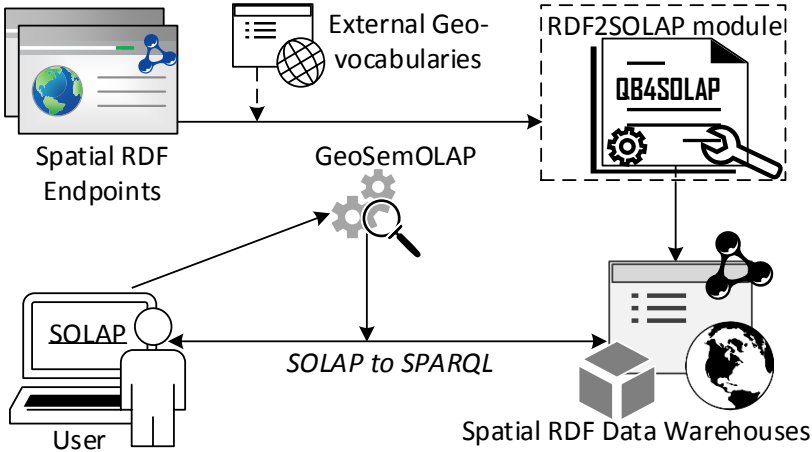 External Geo-
vocabularies
RDF2SOLAP module
QB4SOLAP
Spatial RDF
Endpoints
GeoSemOLAP
SOLAP
SOLAP to SPARQL
User
Spatial RDF Data Warehouses